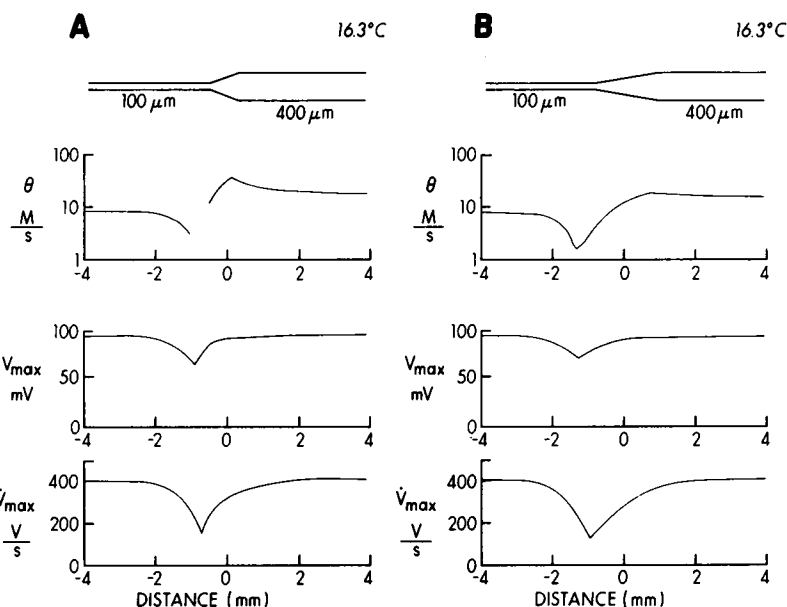 A 16.3°C
100 μm
400 μm
θ
M
s
100
10
1
-4 -2 0 2 4
Vmax
mV
100
50
0
-4 -2 0 2 4
V̇max
V
s
400
200
0
-4 -2 0 2 4
DISTANCE (mm)
B 16.3°C
100 μm
400 μm
θ
M
s
100
10
1
-4 -2 0 2 4
Vmax
mV
100
50
0
-4 -2 0 2 4
V̇max
V
s
400
200
0
-4 -2 0 2 4
DISTANCE (mm)